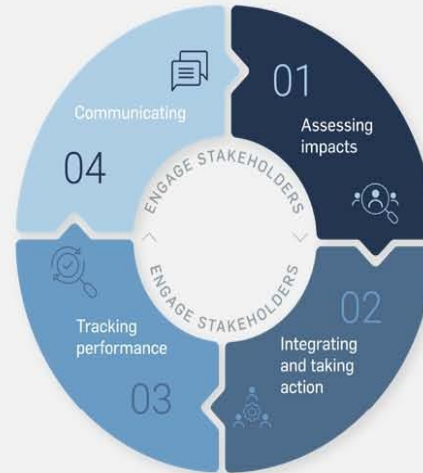 01
Assessing
impacts
02
Integrating
and taking
action
03
Tracking
performance
04
Communicating
ENGAGE STAKEHOLDERS
ENGAGE STAKEHOLDERS